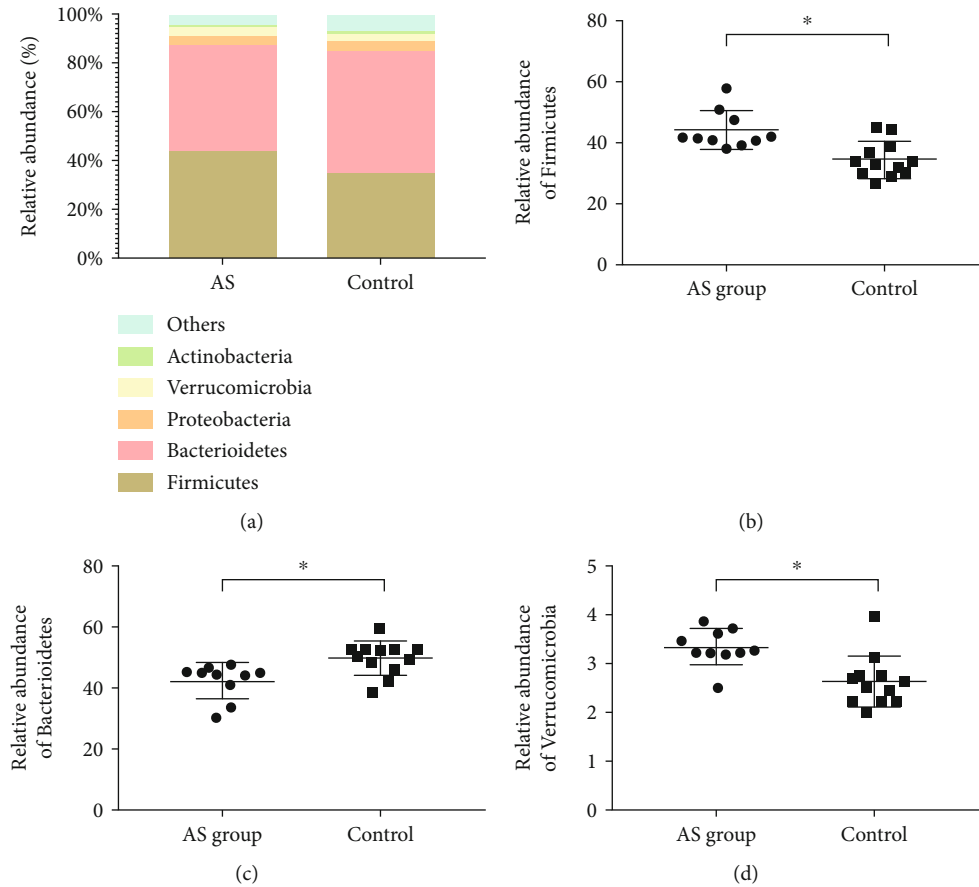 Relative abundance (%)
100%
80%
60%
40%
20%
0%
AS
Control
Others
Actinobacteria
Verrucomicrobia
Proteobacteria
Bacterioidetes
Firmicutes
(a)
Relative abundance
of Firmicutes
80
60
40
20
0
*
AS group
Control
(b)
Relative abundance
of Bacterioidetes
80
60
40
20
0
*
AS group
Control
(c)
Relative abundance
of Verrucomicrobia
5
4
3
2
1
0
*
AS group
Control
(d)